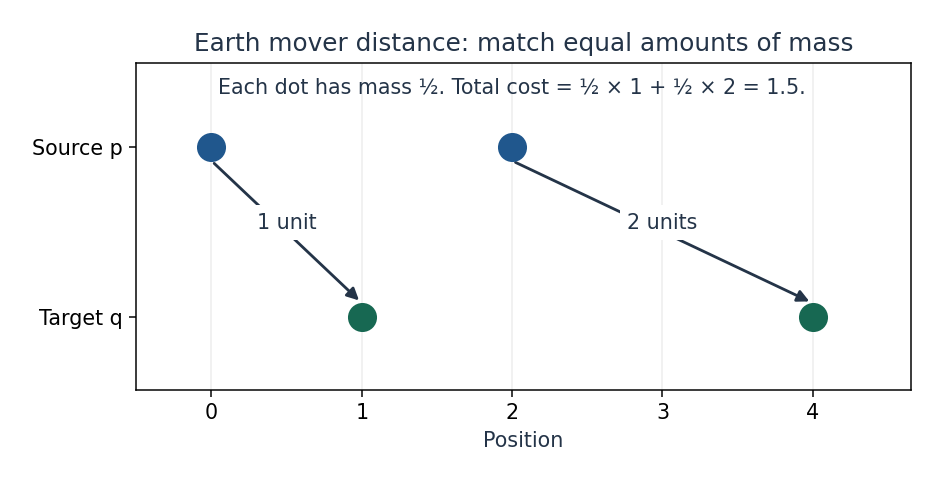 Earth mover distance: match equal amounts of mass
Each dot has mass ½. Total cost = ½ × 1 + ½ × 2 = 1.5.
Source p
1 unit
2 units
Target q
0
1
2
3
4
Position